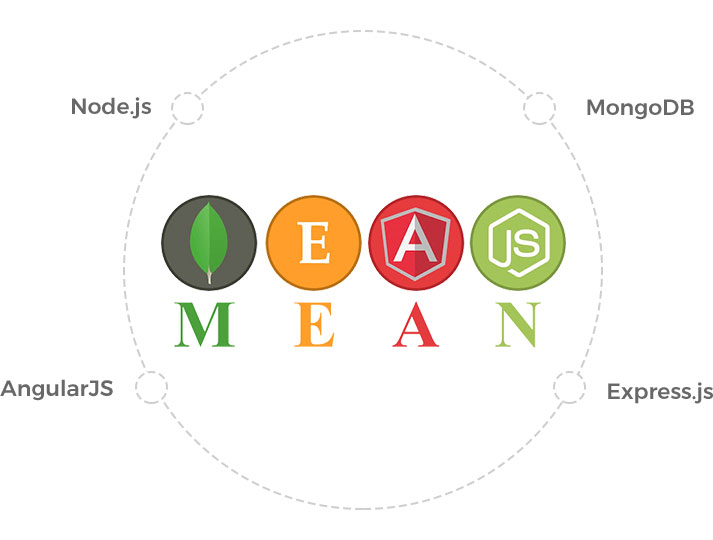 Node.js
MongoDB
E A JS
M E A N
AngularJS
Express.js